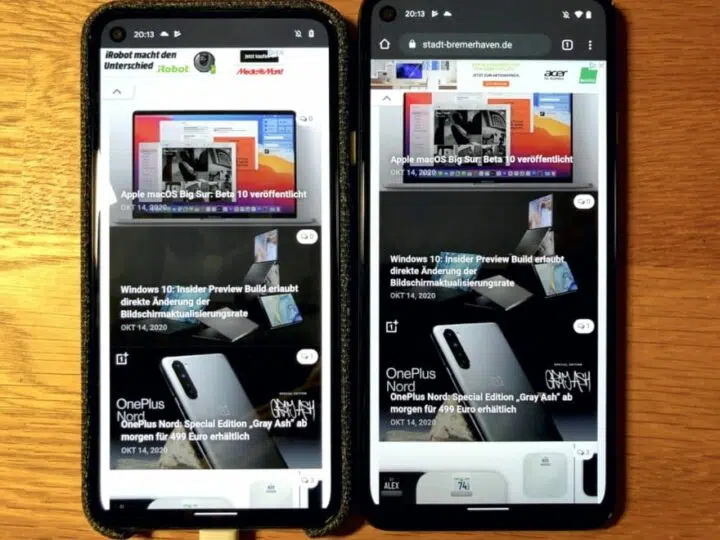 20:13
iRobot macht den
Unterschied
iRobot
MediaMarkt
0
Apple macOS Big Sur: Beta 10 veröffentlicht
OKT 14, 2020
0
Windows 10: Insider Preview Build erlaubt
direkte Änderung der
Bildschirmaktualisierungsrate
OKT 14, 2020
1
OnePlus
Nord
SPECIAL EDITION
GRAY ASH
OnePlus Nord: Special Edition „Gray Ash“ ab
morgen für 499 Euro erhältlich
OKT 14, 2020
3
20:13
stadt-bremerhaven.de
1
acer
Apple macOS Big Sur: Beta 10 veröffentlicht
OKT 14, 2020
0
Windows 10: Insider Preview Build erlaubt
direkte Änderung der
Bildschirmaktualisierungsrate
OKT 14, 2020
1
OnePlus
Nord
SPECIAL EDITION
GRAY ASH
OnePlus Nord: Special Edition „Gray Ash“ ab
morgen für 499 Euro erhältlich
OKT 14, 2020
3
ALEX
74